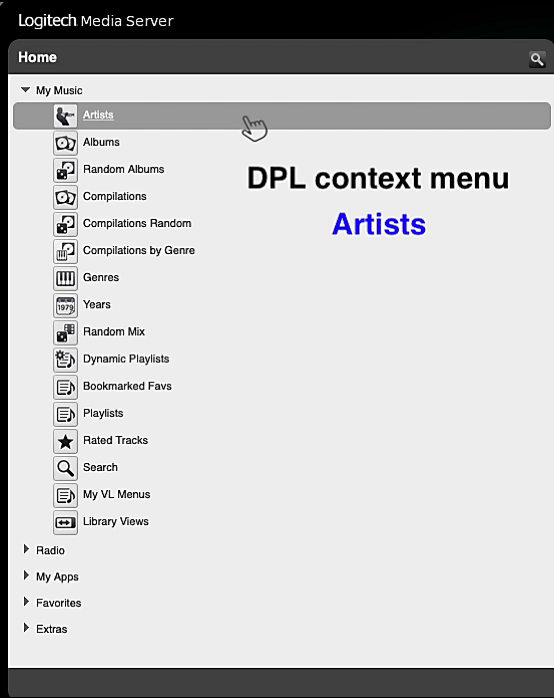 Logitech Media Server
Home
My Music
Artists
Albums
Random Albums
DPL context menu
Compilations
Artists
Compilations Random
Compilations by Genre
Genres
1979
Years
Random Mix
Dynamic Playlists
Bookmarked Favs
Playlists
Rated Tracks
Search
My VL Menus
Library Views
Radio
My Apps
Favorites
Extras